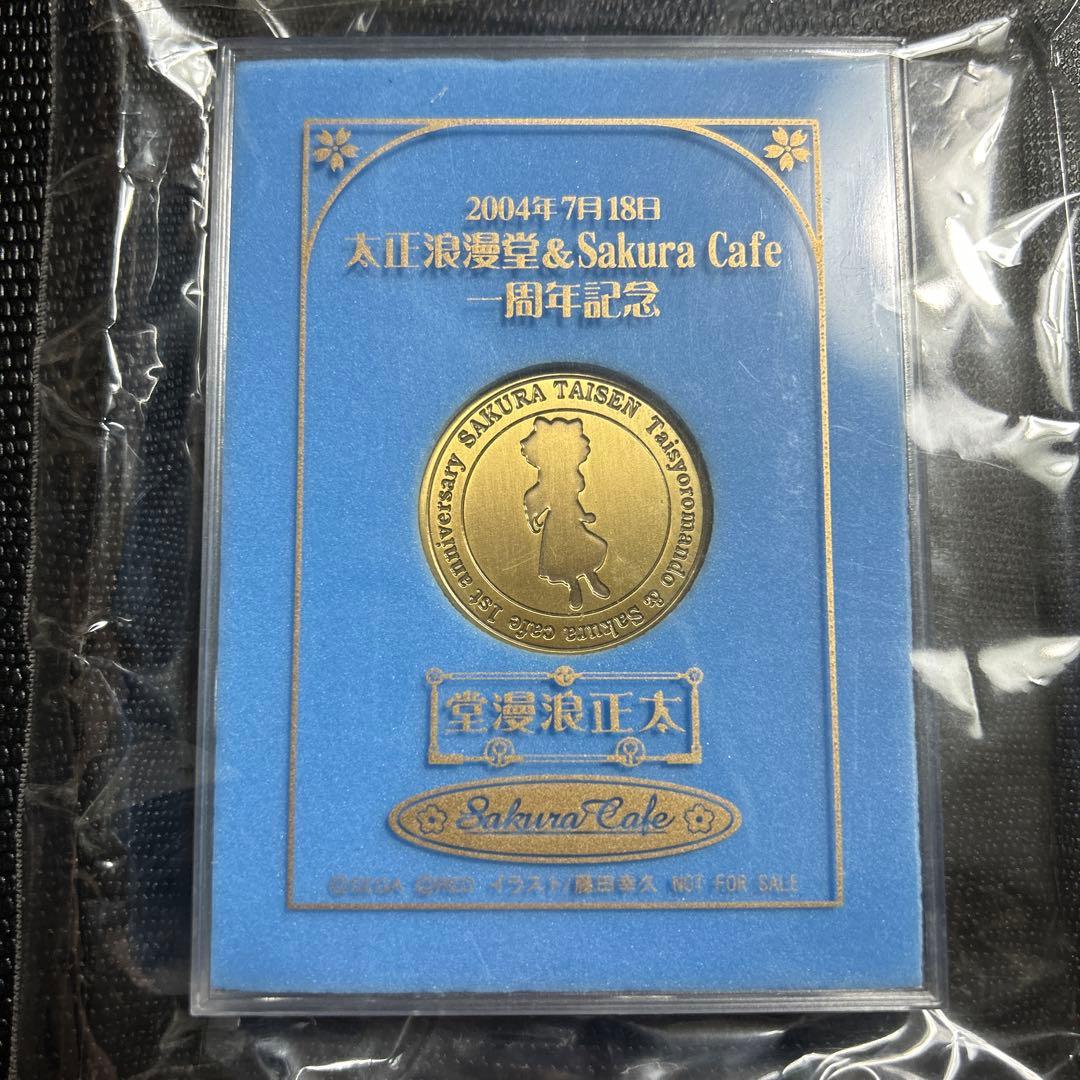 2004年7月18日
太正浪漫堂&Sakura Cafe
一周年記念
SAKURA TAISEN Taisyoromando & Sakura cafe 1st anniversary
堂漫浪正太
Sakura Cafe
©SEGA ©RED イラスト/藤田幸久 NOT FOR SALE